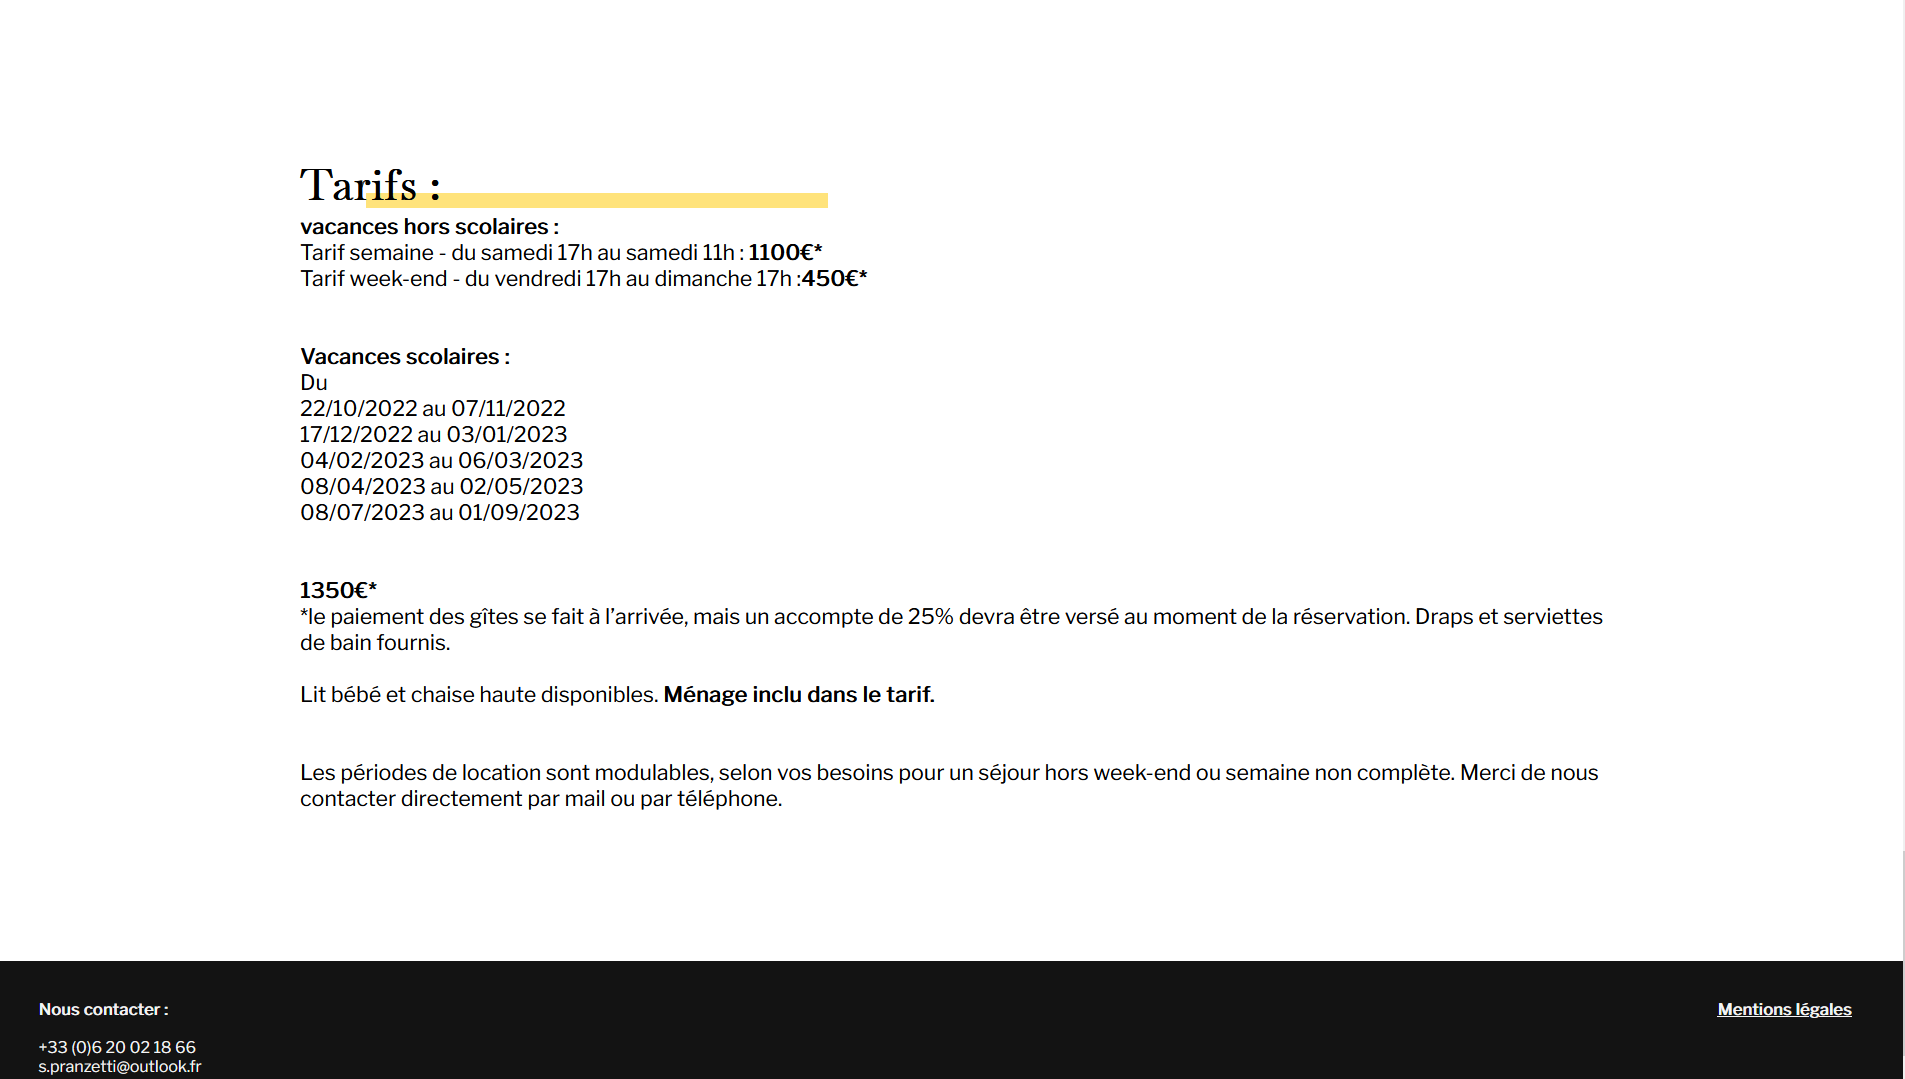 Tarifs :
vacances hors scolaires :
Tarif semaine - du samedi 17h au samedi 11h : 1100€*
Tarif week-end - du vendredi 17h au dimanche 17h :450€*
Vacances scolaires :
Du
22/10/2022 au 07/11/2022
17/12/2022 au 03/01/2023
04/02/2023 au 06/03/2023
08/04/2023 au 02/05/2023
08/07/2023 au 01/09/2023
1350€*
*le paiement des gîtes se fait à l’arrivée, mais un accompte de 25% devra être versé au moment de la réservation. Draps et serviettes
de bain fournis.
Lit bébé et chaise haute disponibles. Ménage inclu dans le tarif.
Les périodes de location sont modulables, selon vos besoins pour un séjour hors week-end ou semaine non complète. Merci de nous
contacter directement par mail ou par téléphone.
Nous contacter :
Mentions légales
+33 (0)6 20 02 18 66
s.pranzetti@outlook.fr